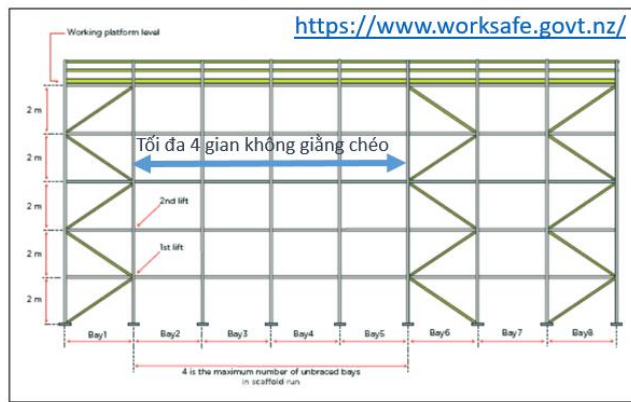 https://www.worksafe.govt.nz/
Working platform level
2 m
2 m
Tối đa 4 gian không giằng chéo
2 m
2nd lift
2 m
1st lift
2 m
Bay1 Bay2 Bay3 Bay4 Bay5 Bay6 Bay7 Bay8
4 is the maximum number of unbraced bays
in scaffold run